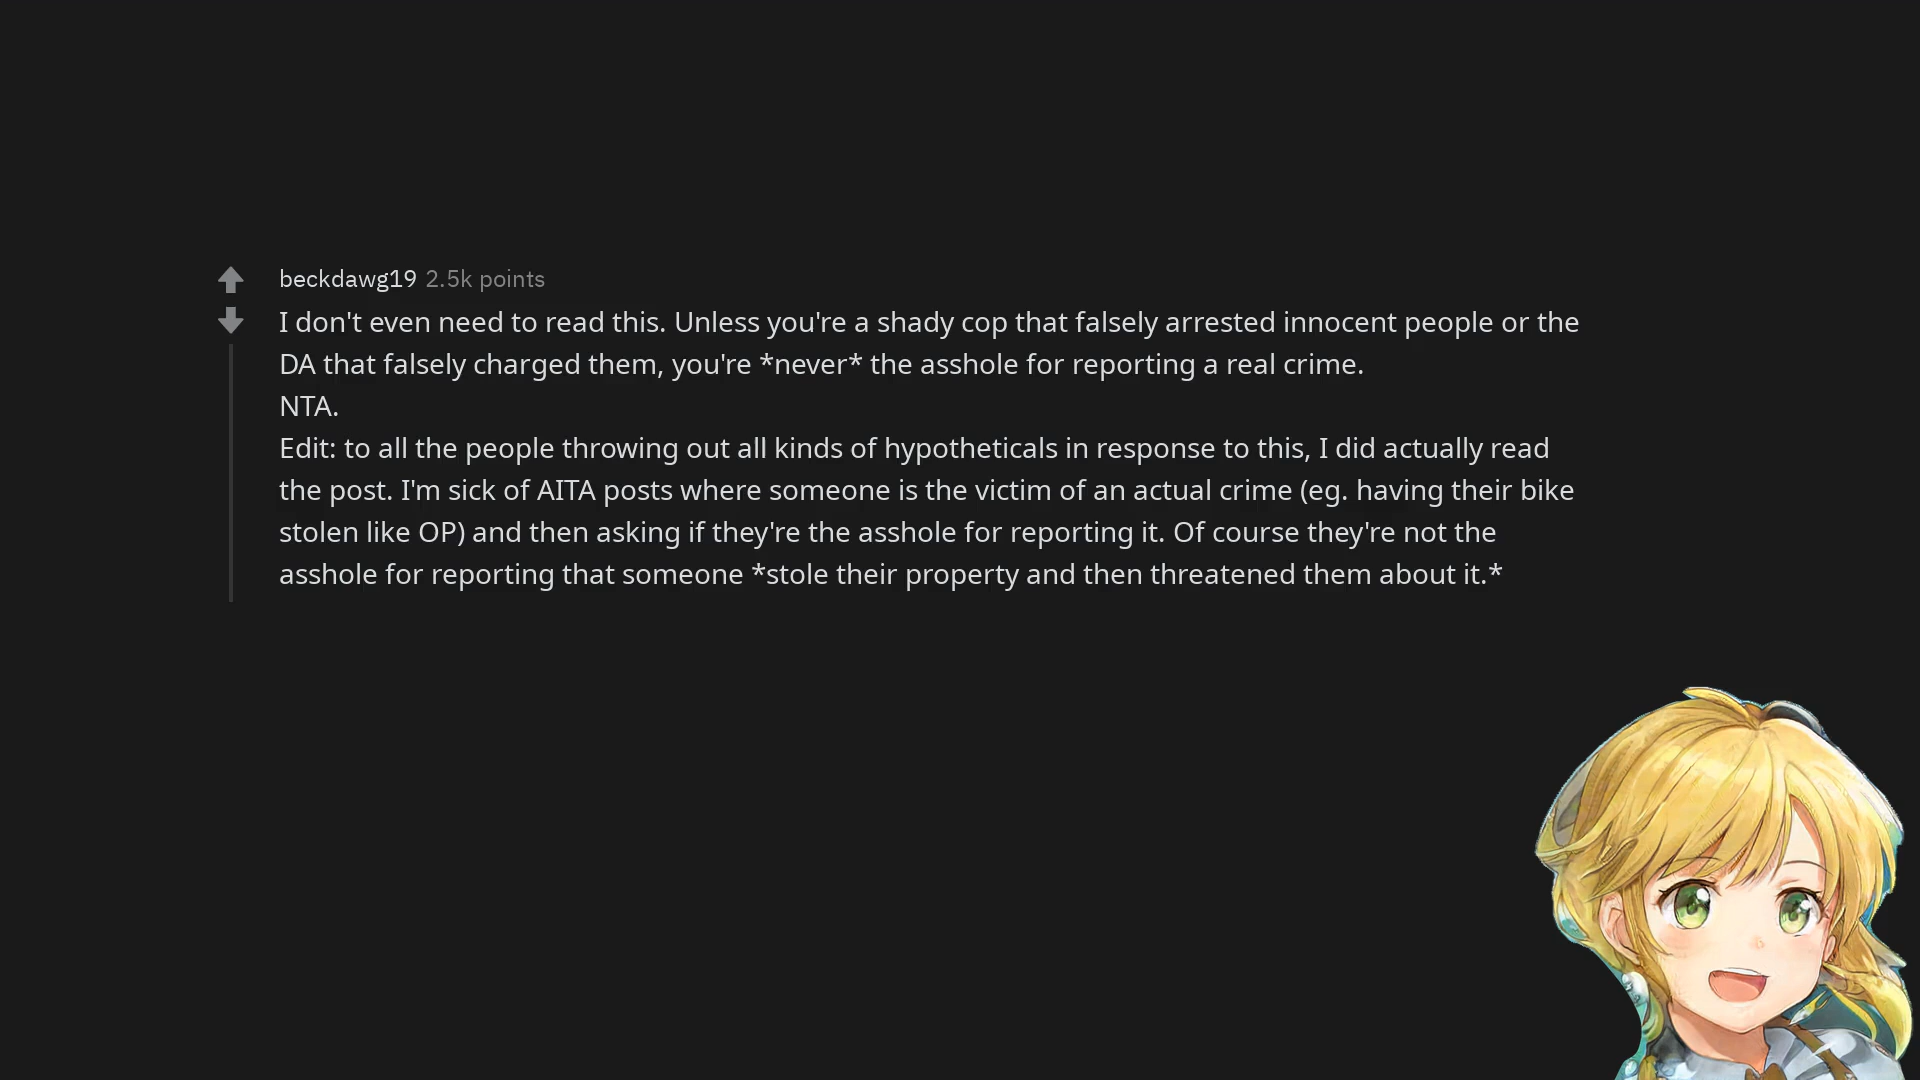 beckdawg19 2.5k points
I don't even need to read this. Unless you're a shady cop that falsely arrested innocent people or the
DA that falsely charged them, you're *never* the asshole for reporting a real crime.
NTA.
Edit: to all the people throwing out all kinds of hypotheticals in response to this, I did actually read
the post. I'm sick of AITA posts where someone is the victim of an actual crime (eg. having their bike
stolen like OP) and then asking if they're the asshole for reporting it. Of course they're not the
asshole for reporting that someone *stole their property and then threatened them about it.*